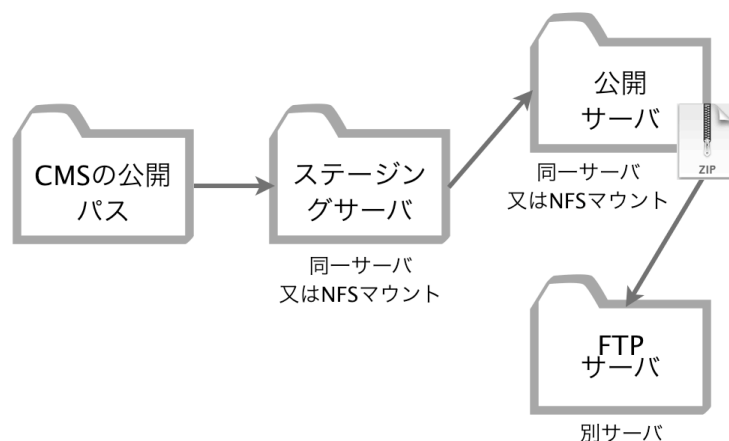 CMSの公開
パス
ステージン
グサーバ
同一サーバ
又はNFSマウント
公開
サーバ
ZIP
同一サーバ
又はNFSマウント
FTP
サーバ
別サーバ